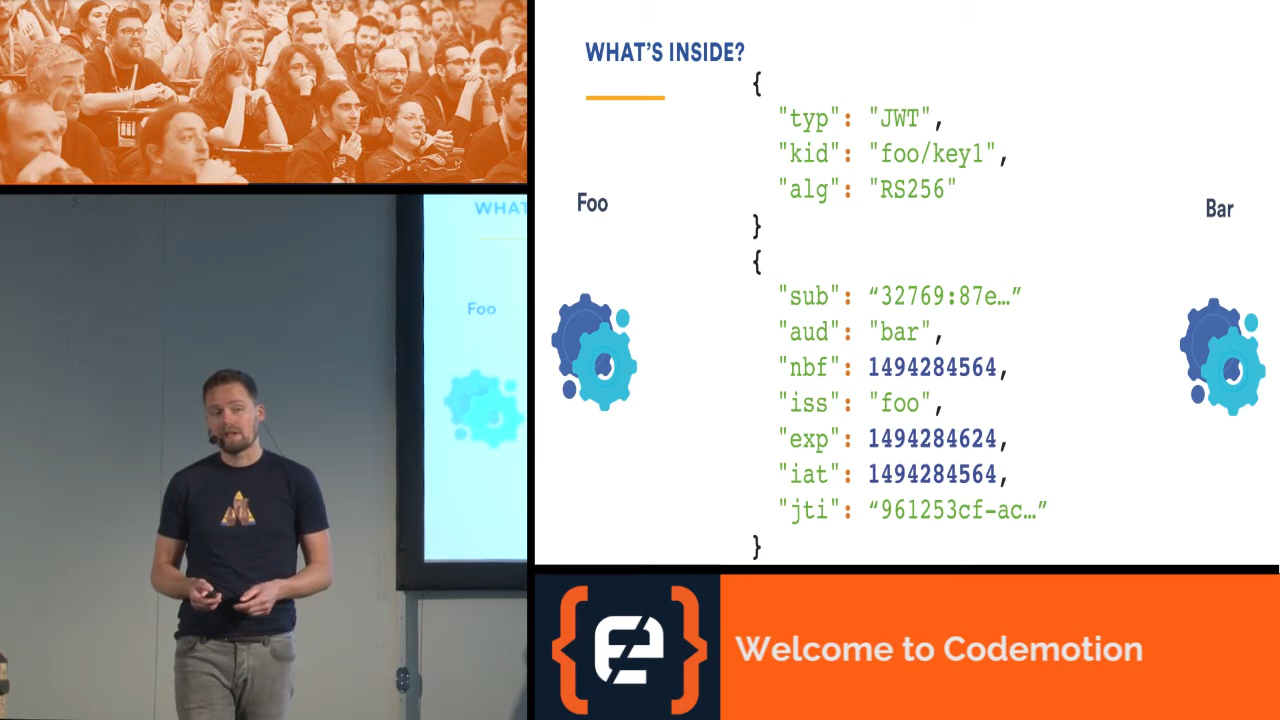 WHAT'S INSIDE?
{
"typ": "JWT",
"kid": "foo/key1",
"alg": "RS256"
}
{
"sub": “32769:87e…”
"aud": "bar",
"nbf": 1494284564,
"iss": "foo",
"exp": 1494284624,
"iat": 1494284564,
"jti": “961253cf-ac…”
}
Foo
Bar
WHAT
Foo
Welcome to Codemotion